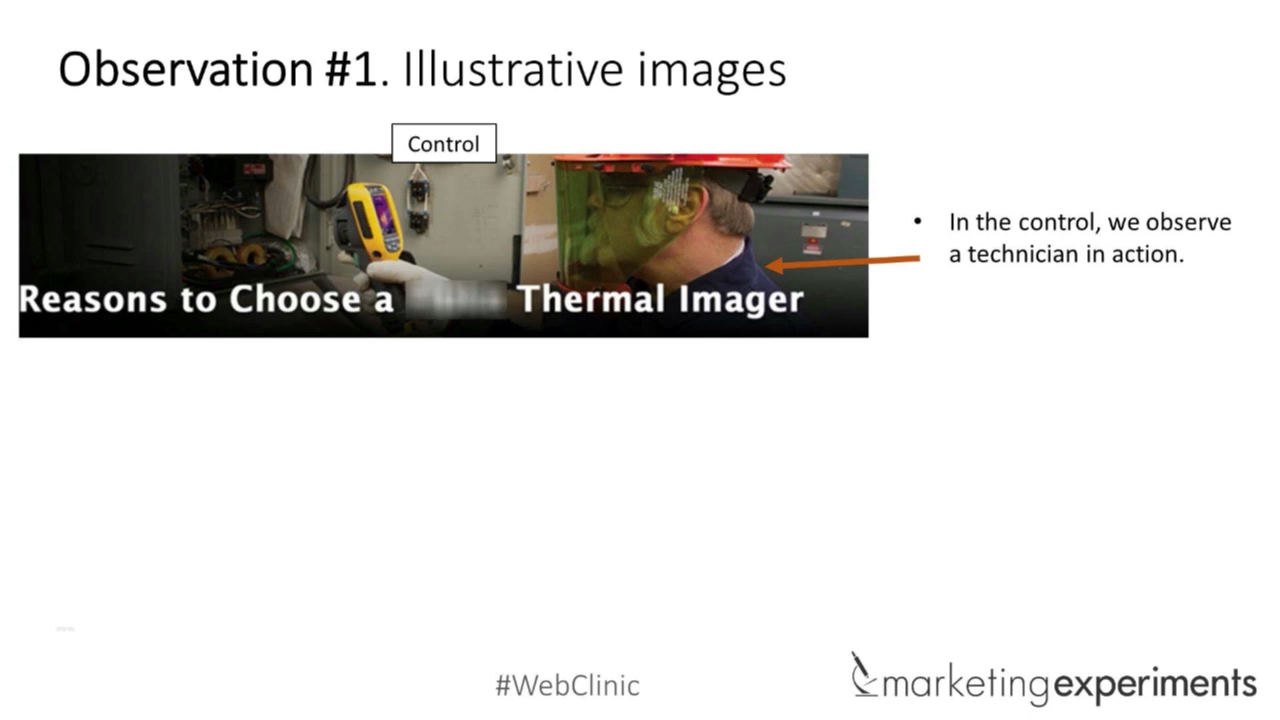 Observation #1. Illustrative images
Control
Reasons to Choose a Thermal Imager
• In the control, we observe
a technician in action.
#WebClinic
marketingexperiments